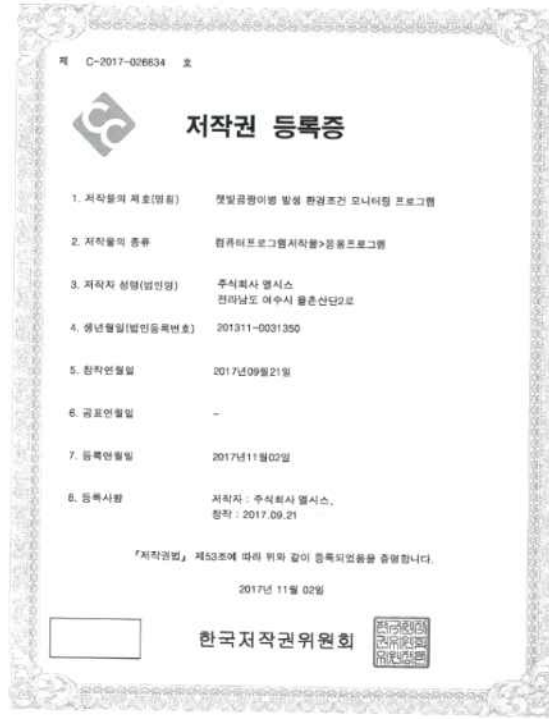 제 C-2017-026634 호
저작권 등록증
1. 저작물의 제호(명칭) 잿빛곰팡이병 발생 환경조건 모니터링 프로그램
2. 저작물의 종류 컴퓨터프로그램저작물>응용프로그램
3. 저작자 성명(법인명) 주식회사 엘시스
전라남도 여수시 율촌산단2로
4. 생년월일(법인등록번호) 201311-0031350
5. 창작연월일 2017년09월21일
6. 공표연월일 -
7. 등록연월일 2017년11월02일
8. 등록사항 저작자 : 주식회사 엘시스,
창작 : 2017.09.21
『저작권법』 제53조에 따라 위와 같이 등록되었음을 증명합니다.
2017년 11월 02일
한국저작권위원회